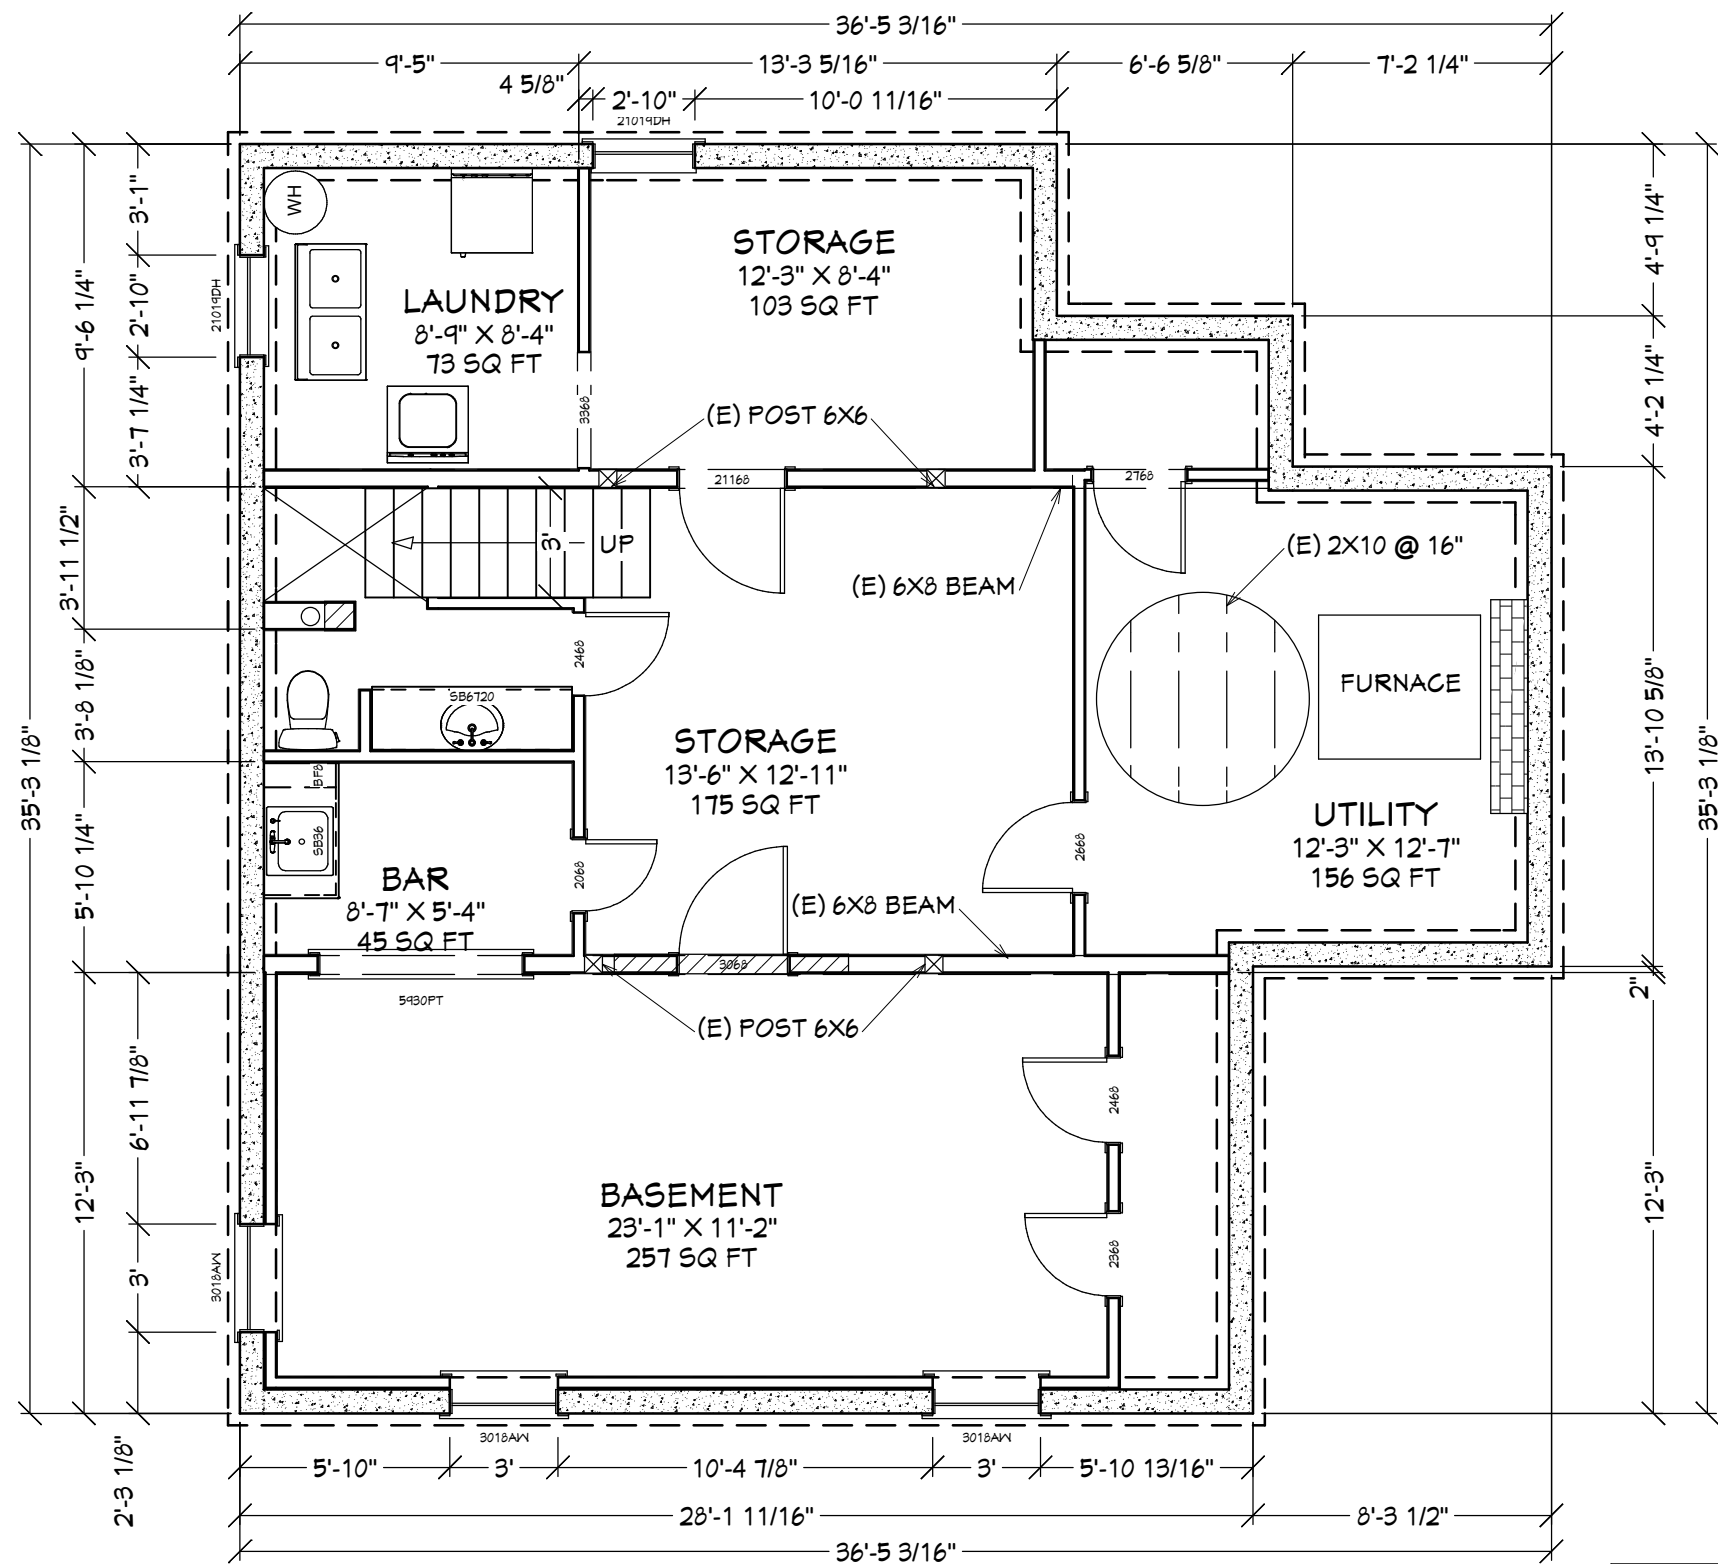 36'-5 3/16"
9'-5"
13'-3 5/16"
6'-6 5/8"
7'-2 1/4"
4 5/8"
2'-10"
10'-0 11/16"
21019DH
35'-3 1/8"
9'-6 1/4"
3'-11 1/2"
3'-8 1/8"
5'-10 1/4"
12'-3"
3'-1"
2'-10"
3'-7 1/4"
6'-11 7/8"
3'
2'-3 1/8"
21019DH
3018AW
WH
LAUNDRY
8'-9" X 8'-4"
73 SQ FT
STORAGE
12'-3" X 8'-4"
103 SQ FT
3368
(E) POST 6X6
21168
2768
UP
3'
(E) 6X8 BEAM
(E) 2X10 @ 16"
2468
SB6720
FURNACE
STORAGE
13'-6" X 12'-11"
175 SQ FT
UTILITY
12'-3" X 12'-7"
156 SQ FT
BF8
SB36
BAR
8'-7" X 5'-4"
45 SQ FT
2068
2668
(E) 6X8 BEAM
3068
5930PT
(E) POST 6X6
2468
2368
BASEMENT
23'-1" X 11'-2"
257 SQ FT
4'-9 1/4"
4'-2 1/4"
13'-10 5/8"
2"
12'-3"
35'-3 1/8"
3018AW
3018AW
5'-10"
3'
10'-4 7/8"
3'
5'-10 13/16"
28'-1 11/16"
8'-3 1/2"
36'-5 3/16"